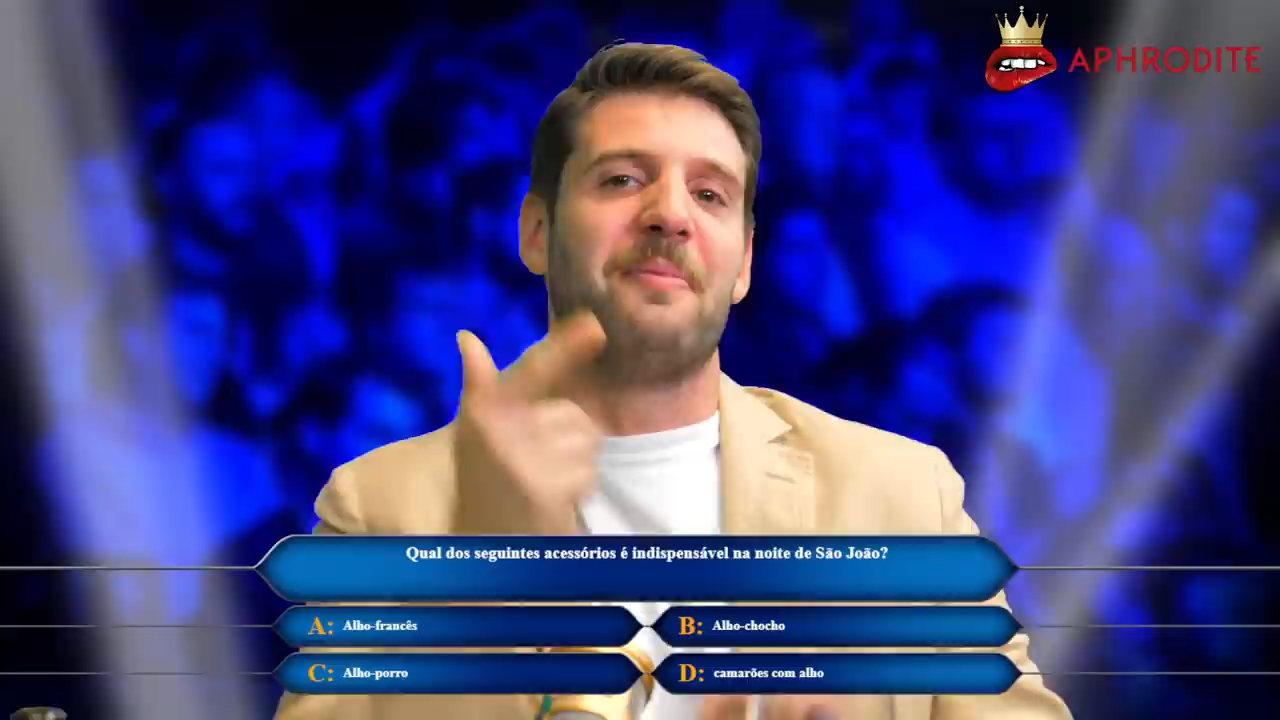 APHRODITE
Qual dos seguintes acessórios é indispensável na noite de São João?
A: Alho-francês
B: Alho-chocho
C: Alho-porro
D: camarões com alho